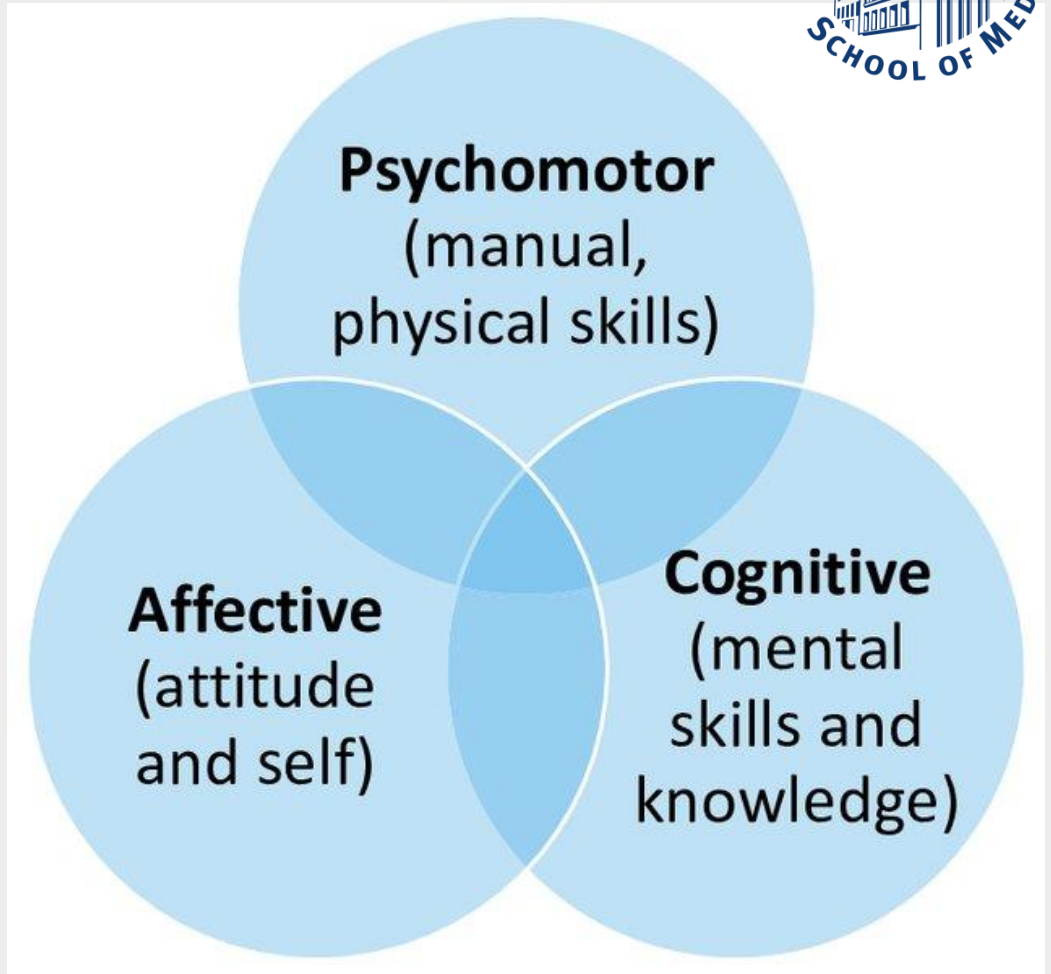 SCHOOL OF MED
Psychomotor
(manual,
physical skills)
Affective
(attitude
and self)
Cognitive
(mental
skills and
knowledge)